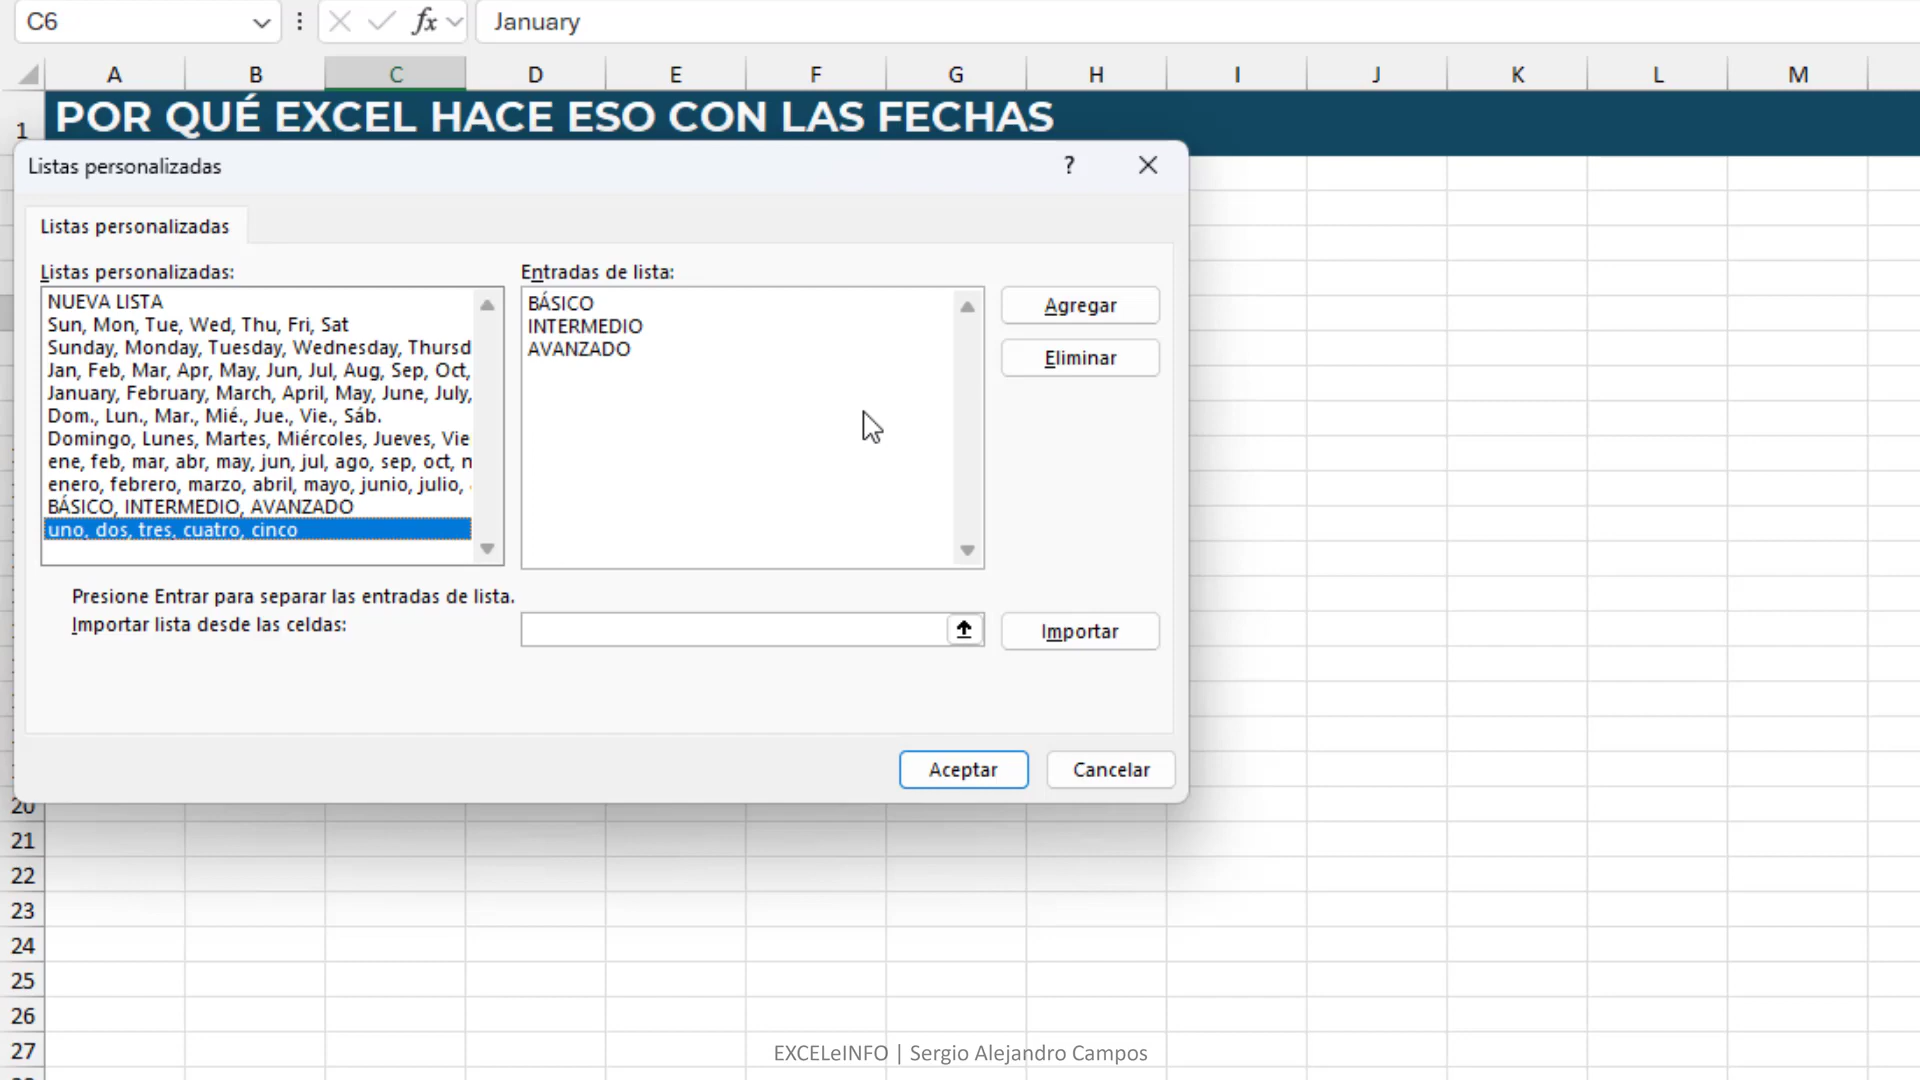 C6
fx
January
A B C D E F G H I J K L M
1
POR QUÉ EXCEL HACE ESO CON LAS FECHAS
Listas personalizadas
?
Listas personalizadas
Listas personalizadas:
NUEVA LISTA
Sun, Mon, Tue, Wed, Thu, Fri, Sat
Sunday, Monday, Tuesday, Wednesday, Thursd
Jan, Feb, Mar, Apr, May, Jun, Jul, Aug, Sep, Oct,
January, February, March, April, May, June, July,
Dom., Lun., Mar., Mié., Jue., Vie., Sáb.
Domingo, Lunes, Martes, Miércoles, Jueves, Vie
ene, feb, mar, abr, may, jun, jul, ago, sep, oct, n
enero, febrero, marzo, abril, mayo, junio, julio,
BÁSICO, INTERMEDIO, AVANZADO
uno, dos, tres, cuatro, cinco
Entradas de lista:
BÁSICO
INTERMEDIO
AVANZADO
Agregar
Eliminar
Presione Entrar para separar las entradas de lista.
Importar lista desde las celdas:
Importar
Aceptar
Cancelar
20
21
22
23
24
25
26
27
EXCELeINFO | Sergio Alejandro Campos